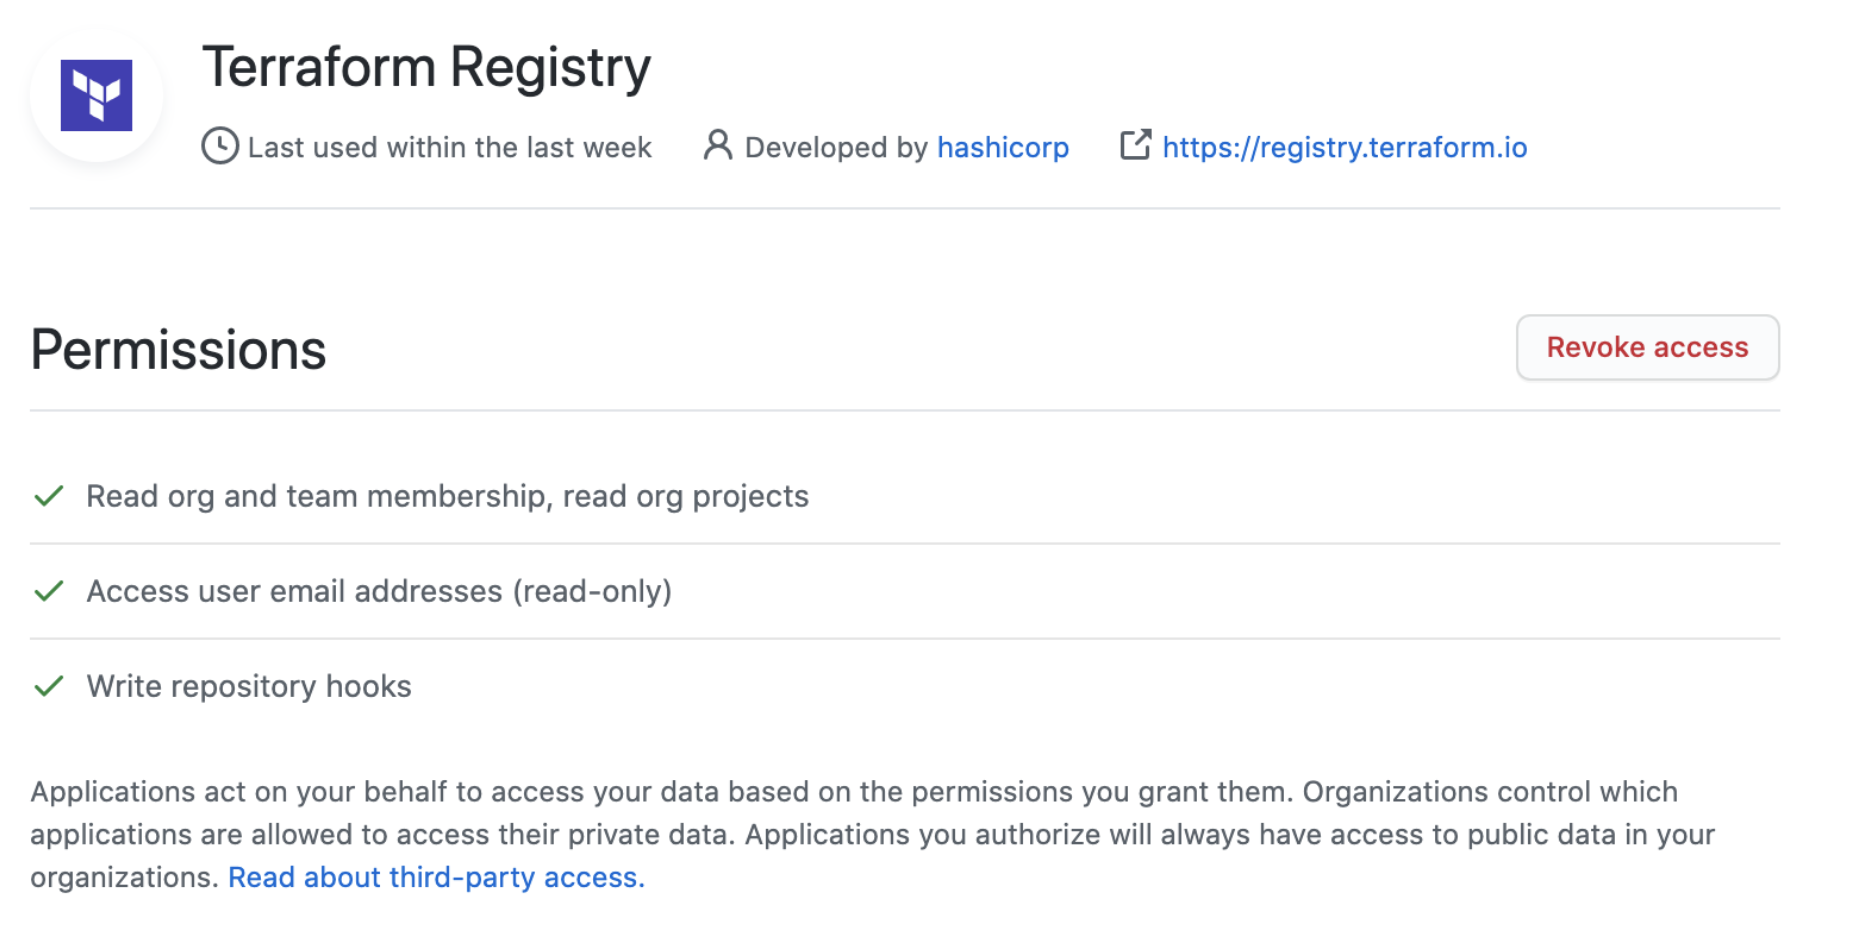 Terraform Registry
Last used within the last week Developed by hashicorp https://registry.terraform.io
Permissions
Revoke access
Read org and team membership, read org projects
Access user email addresses (read-only)
Write repository hooks
Applications act on your behalf to access your data based on the permissions you grant them. Organizations control which
applications are allowed to access their private data. Applications you authorize will always have access to public data in your
organizations. Read about third-party access.